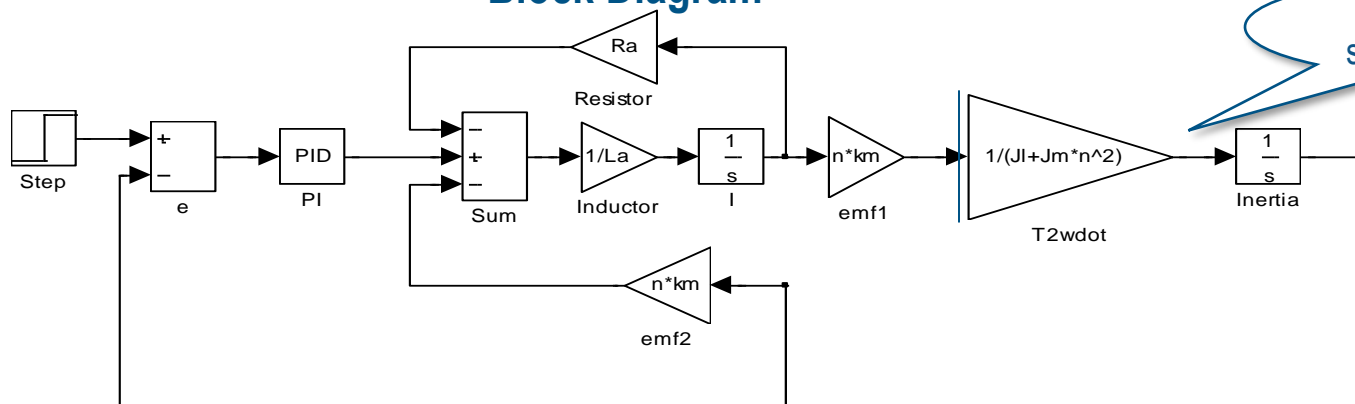 Block Diagram
Ra
Resistor
Step
+
−
e
PID
PI
−
+
−
Sum
1/La
Inductor
1
s
I
n*km
emf1
1/(Jl+Jm*n^2)
T2wdot
1
s
Inertia
n*km
emf2